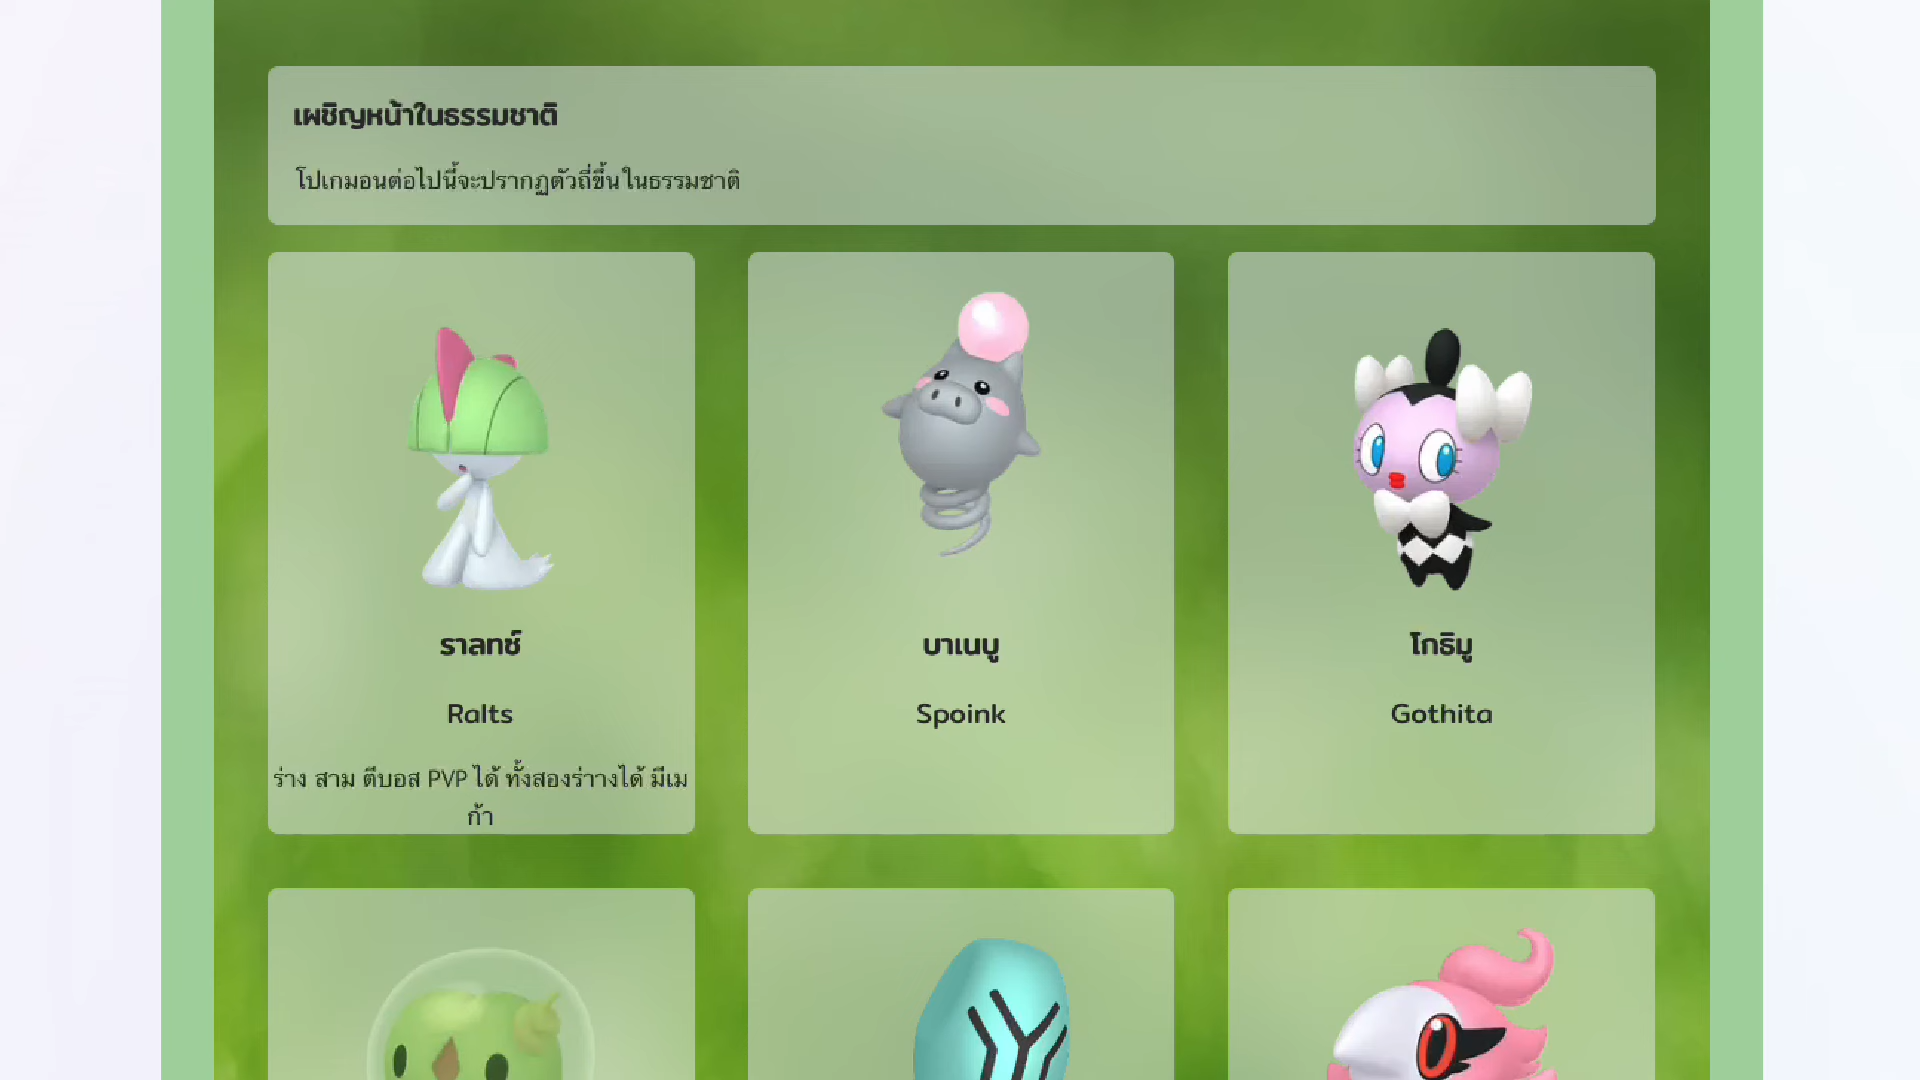 เผชิญหน้าในธรรมชาติ
โปเกมอนต่อไปนี้จะปรากฏตัวถี่ขึ้นในธรรมชาติ
ราลทซ์
Ralts
ร่าง สาม ตีบอส PVP ได้ ทั้งสองร่าางได้ มีเม
ก้า
บาเนบู
Spoink
โกธิมู
Gothita